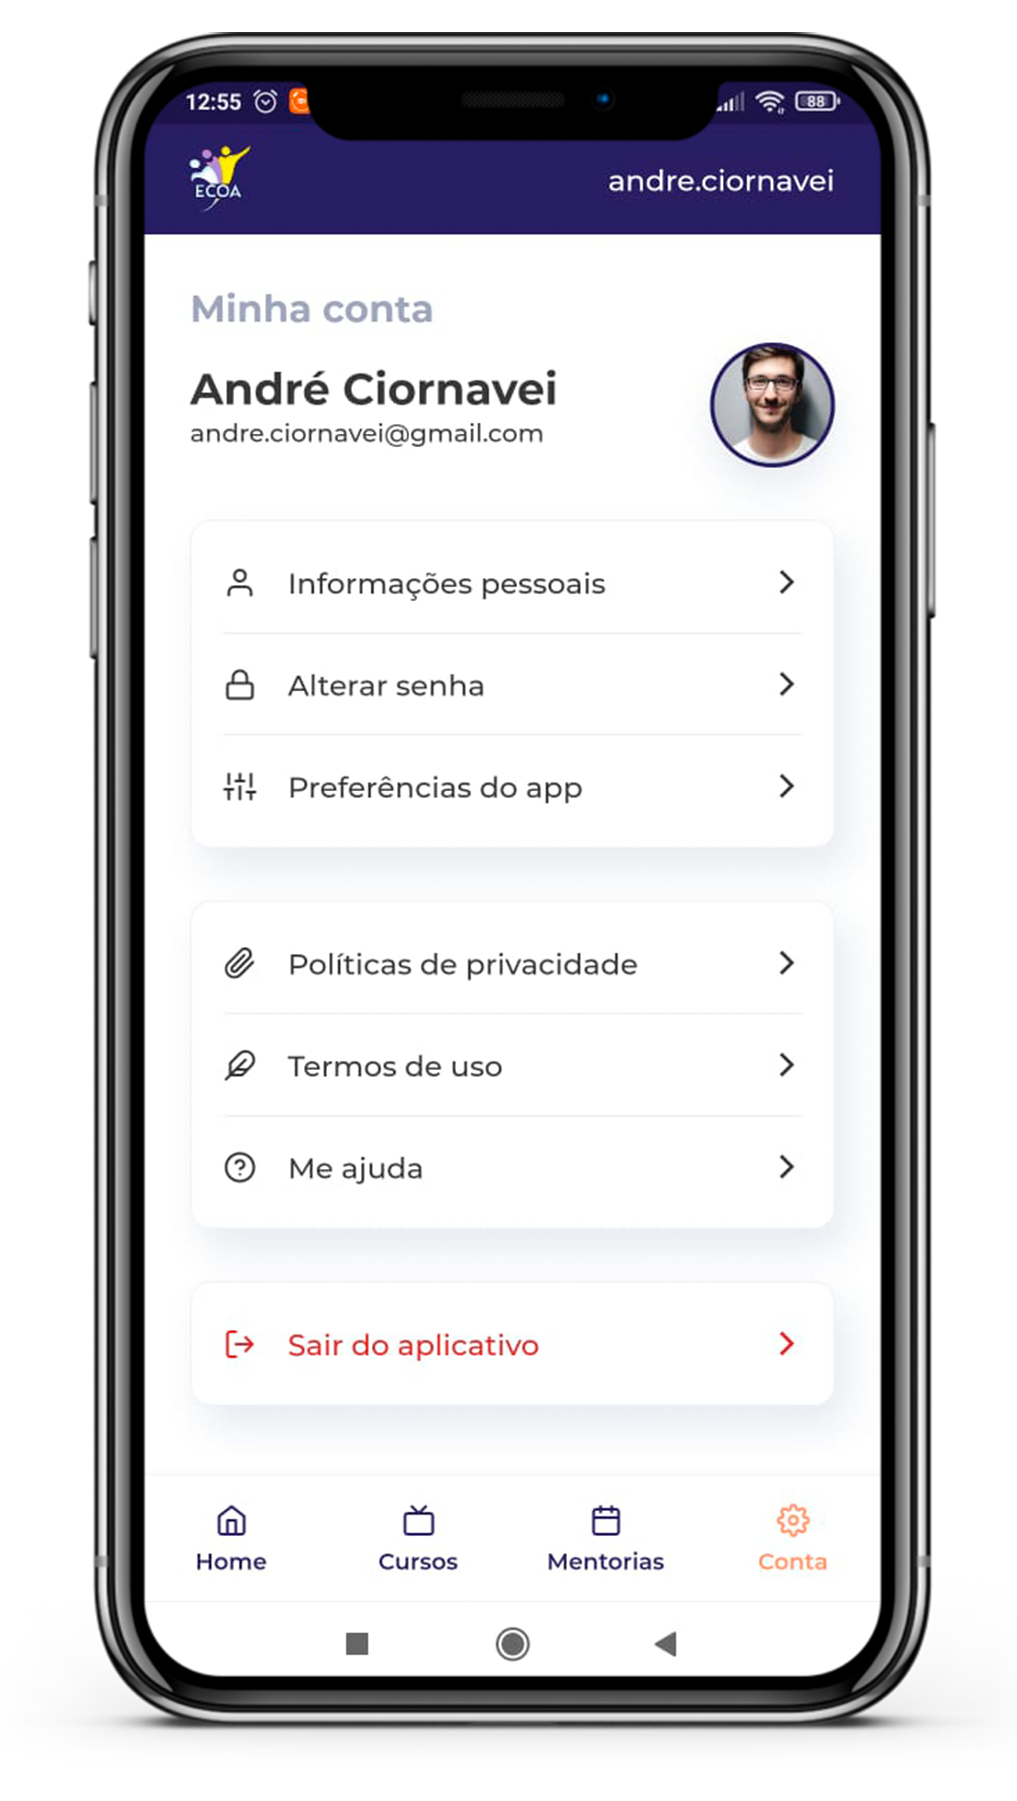 12:55
88
ECOA
andre.ciornavei
Minha conta
André Ciornavei
andre.ciornavei@gmail.com
Informações pessoais
Alterar senha
Preferências do app
Políticas de privacidade
Termos de uso
Me ajuda
Sair do aplicativo
Home Cursos Mentorias Conta